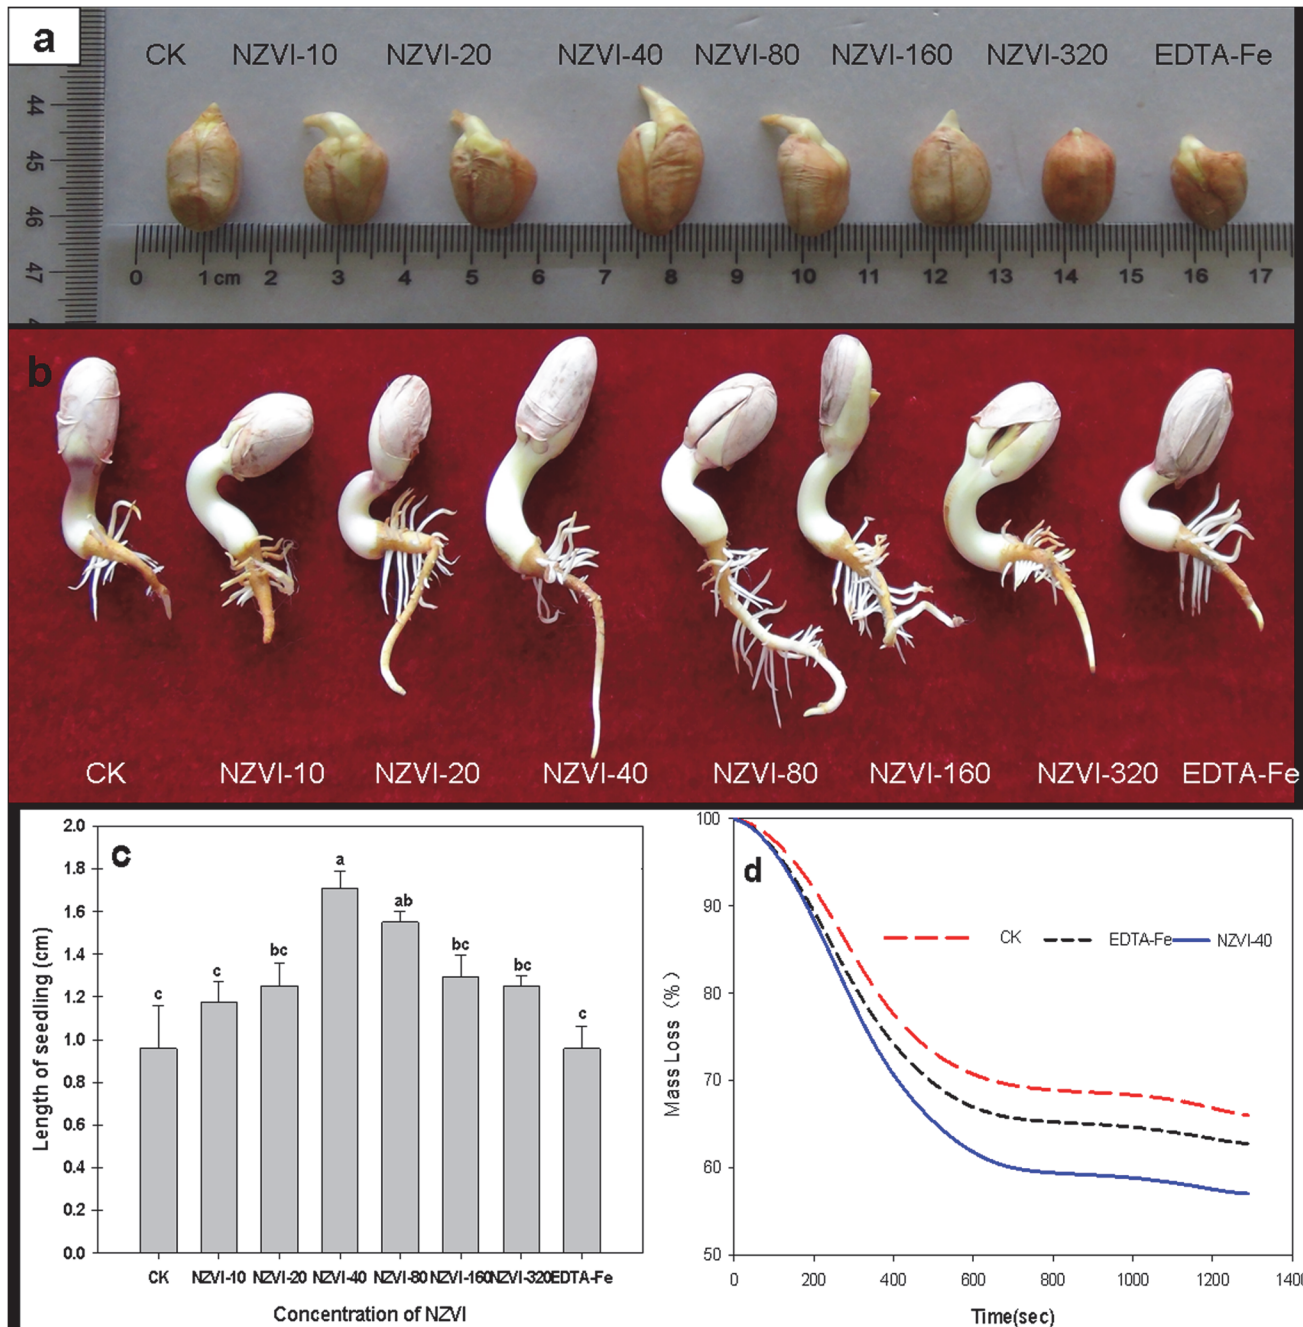 a
CK NZVI-10 NZVI-20 NZVI-40 NZVI-80 NZVI-160 NZVI-320 EDTA-Fe
44
45
46
47
0 1 cm 2 3 4 5 6 7 8 9 10 11 12 13 14 15 16 17
b
CK NZVI-10 NZVI-20 NZVI-40 NZVI-80 NZVI-160 NZVI-320 EDTA-Fe
c
Length of seedling (cm)
2.0
1.8
1.6
1.4
1.2
1.0
0.8
0.6
0.4
0.2
0.0
c c bc a ab bc bc c
CK NZVI-10 NZVI-20 NZVI-40 NZVI-80 NZVI-160 NZVI-320 EDTA-Fe
Concentration of NZVI
d
Mass Loss (%)
100
90
80
70
60
50
CK EDTA-Fe NZVI-40
0 200 400 600 800 1000 1200 1400
Time(sec)